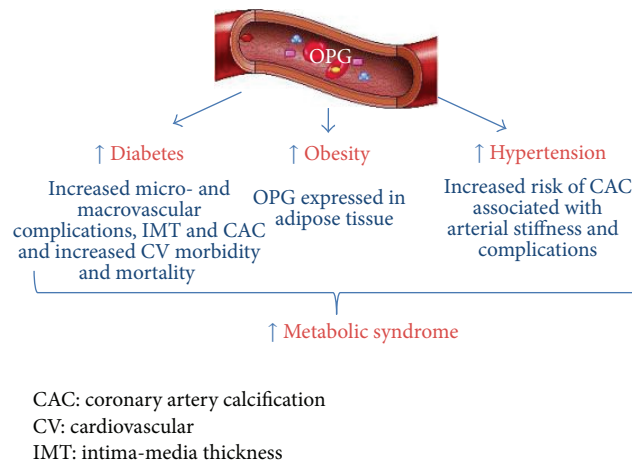 OPG
↑ Diabetes
Increased micro- and
macrovascular
complications, IMT and CAC
and increased CV morbidity
and mortality
↑ Obesity
OPG expressed in
adipose tissue
↑ Hypertension
Increased risk of CAC
associated with
arterial stiffness and
complications
↑ Metabolic syndrome
CAC: coronary artery calcification
CV: cardiovascular
IMT: intima-media thickness